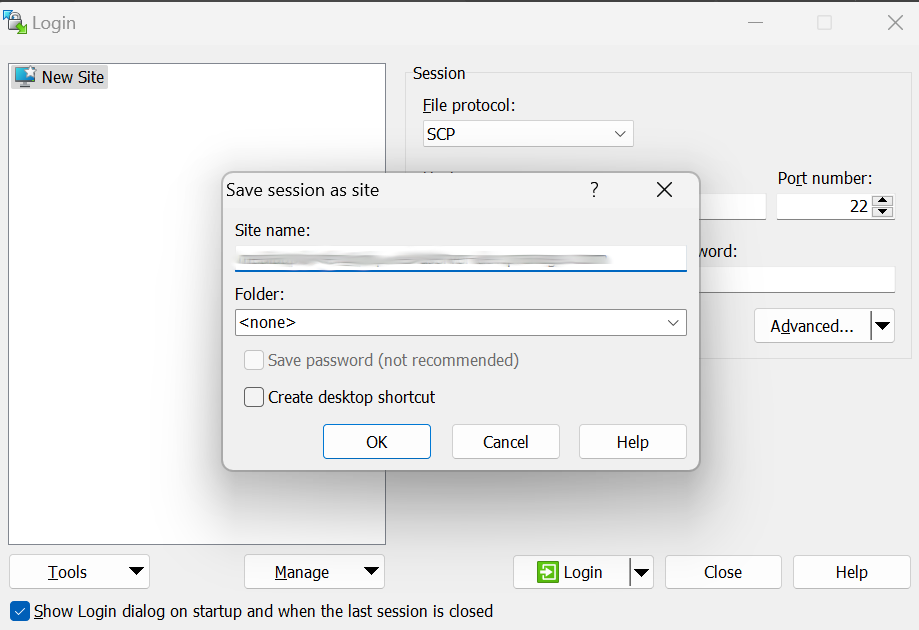 Login
New Site
Session
File protocol:
SCP
Port number:
22
word:
Advanced...
Save session as site
?
Site name:
Folder:
<none>
Save password (not recommended)
Create desktop shortcut
OK
Cancel
Help
Tools
Manage
Login
Close
Help
Show Login dialog on startup and when the last session is closed